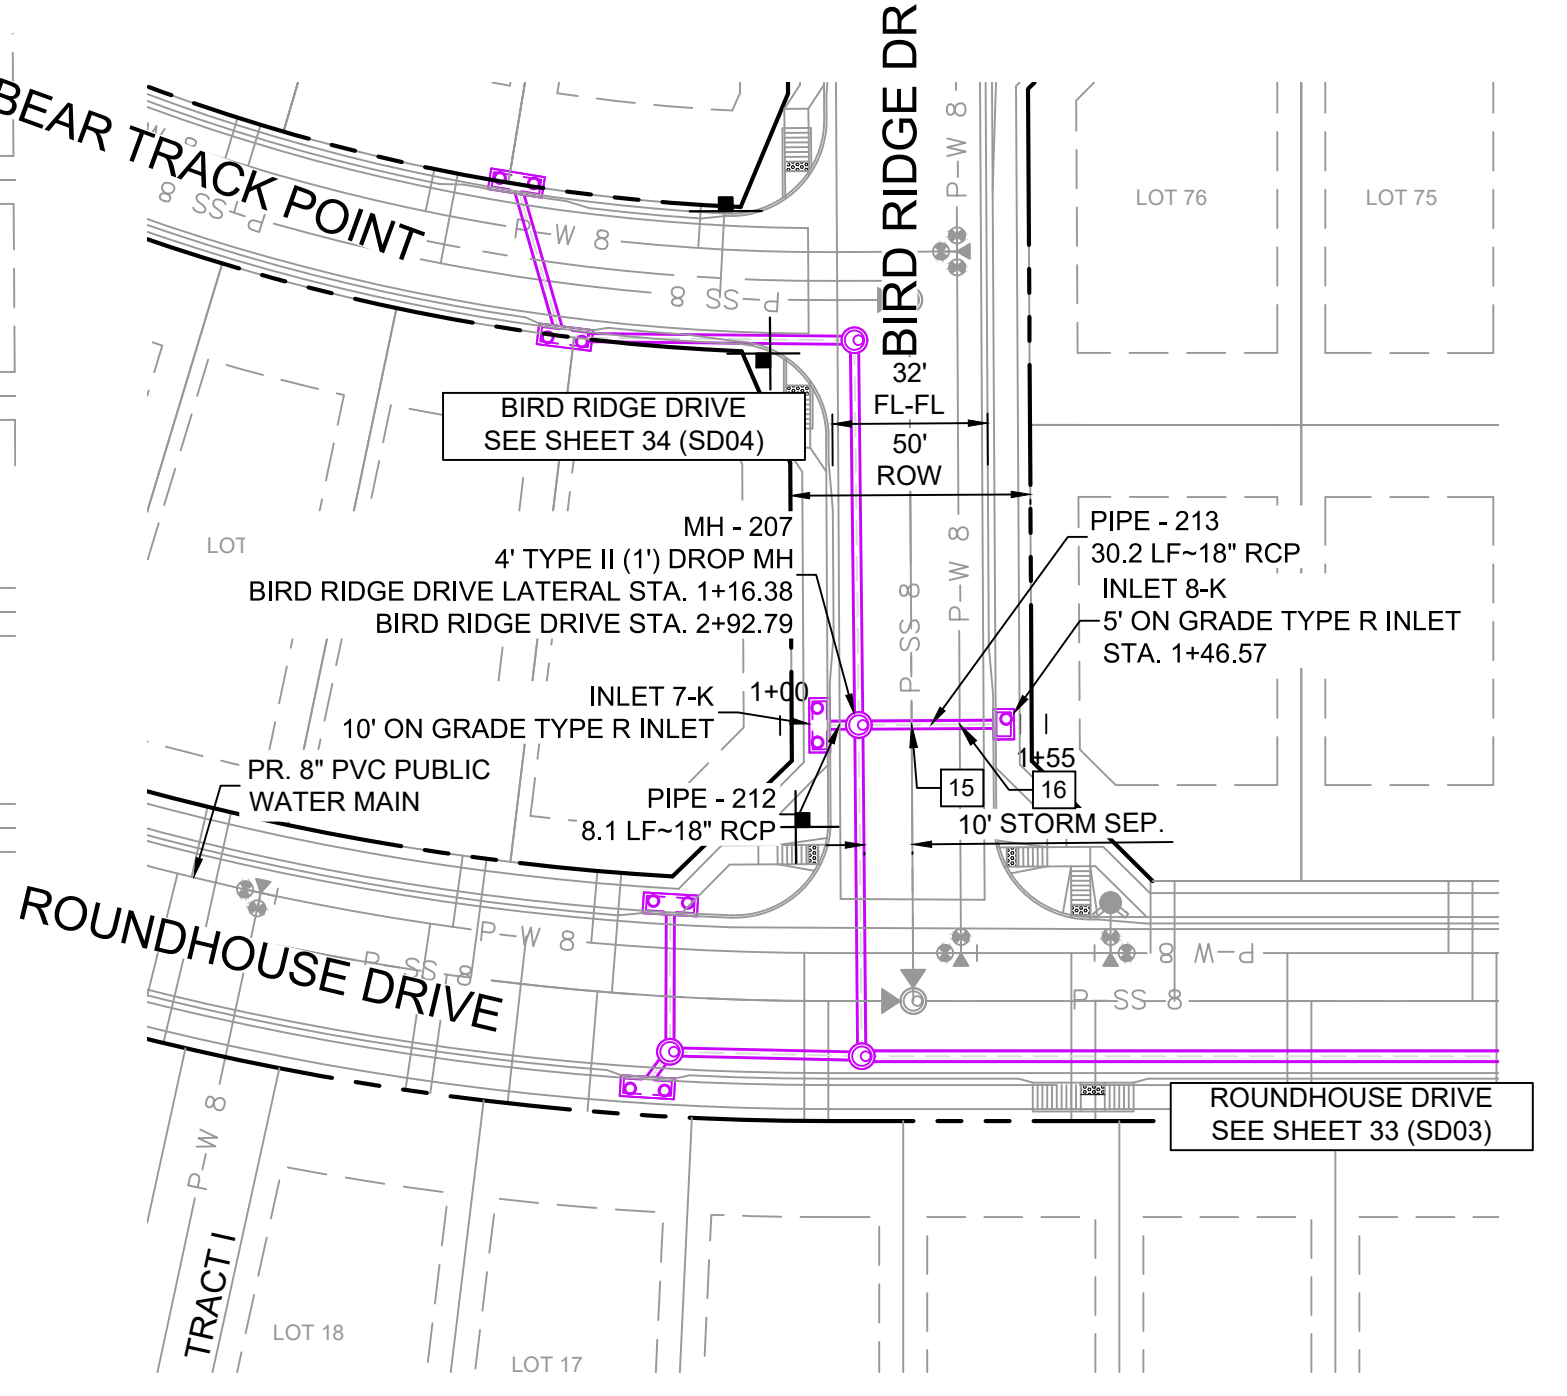 BIRD RIDGE DR
BEAR TRACK POINT
W 8
P-SS 8
P-W 8
P-W 8
P-SS 8
LOT 76
LOT 75
32'
FL-FL
50'
ROW
BIRD RIDGE DRIVE
SEE SHEET 34 (SD04)
LOT
MH - 207
4' TYPE II (1') DROP MH
BIRD RIDGE DRIVE LATERAL STA. 1+16.38
BIRD RIDGE DRIVE STA. 2+92.79
PIPE - 213
30.2 LF~18" RCP
INLET 8-K
5' ON GRADE TYPE R INLET
STA. 1+46.57
P-W 8
P-SS 8
INLET 7-K
10' ON GRADE TYPE R INLET
1+00
1+55
15
16
PR. 8" PVC PUBLIC
WATER MAIN
PIPE - 212
8.1 LF~18" RCP
10' STORM SEP.
ROUNDHOUSE DRIVE
P-W 8
P-SS 8
P-W 8
P-SS 8
ROUNDHOUSE DRIVE
SEE SHEET 33 (SD03)
P-W 8
TRACT I
LOT 18
LOT 17